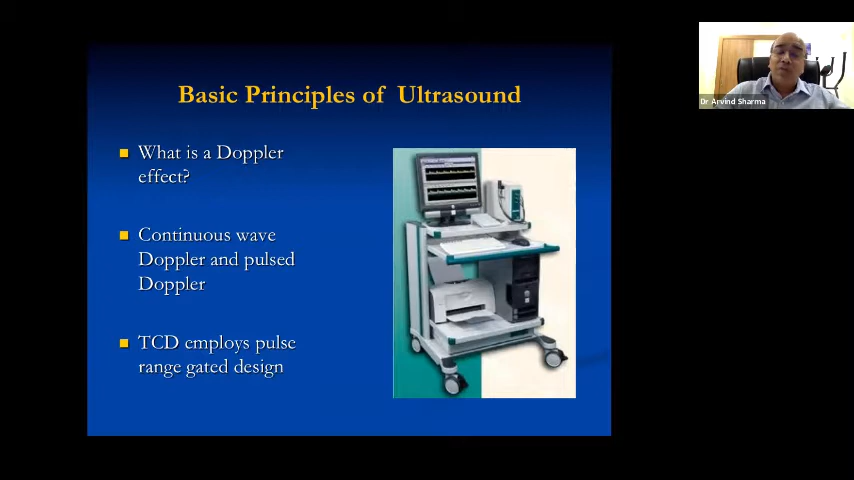 Basic Principles of Ultrasound
What is a Doppler
effect?
Continuous wave
Doppler and pulsed
Doppler
TCD employs pulse
range gated design
Dr Arvind Sharma